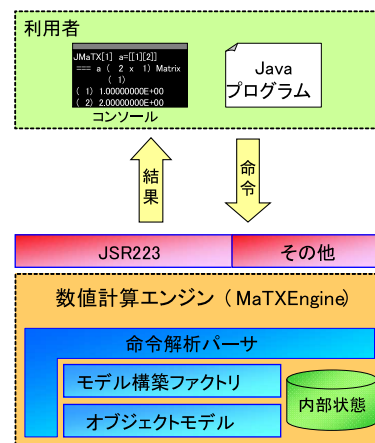 利用者
JMaTX[1] a=[[1][2]]
=== a ( 2 x 1) Matrix
( 1)
( 1) 1.00000000E+00
( 2) 2.00000000E+00
コンソール
Java
プログラム
結果
命令
JSR223
その他
数値計算エンジン（MaTXEngine）
命令解析パーサ
モデル構築ファクトリ
オブジェクトモデル
内部状態